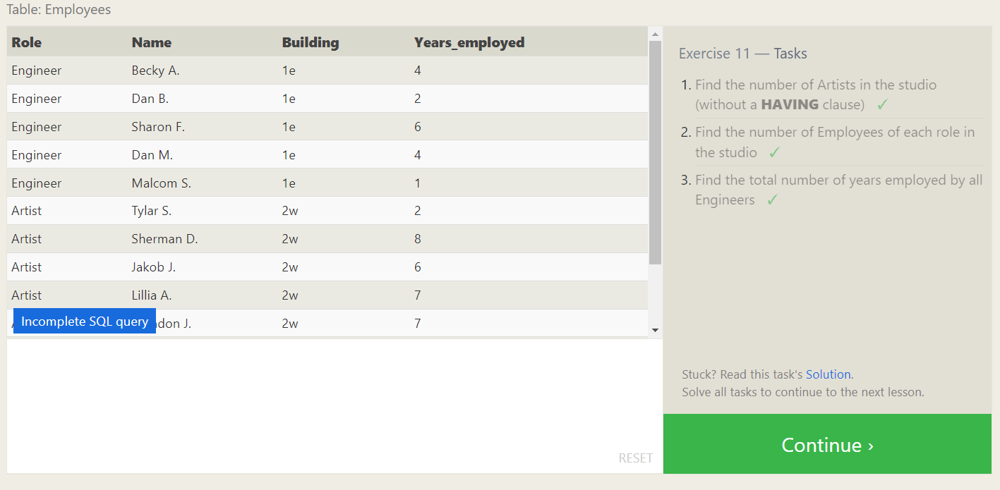 Table: Employees
Role Name Building Years_employed
Engineer Becky A. 1e 4
Engineer Dan B. 1e 2
Engineer Sharon F. 1e 6
Engineer Dan M. 1e 4
Engineer Malcom S. 1e 1
Artist Tylar S. 2w 2
Artist Sherman D. 2w 8
Artist Jakob J. 2w 6
Artist Lillia A. 2w 7
J. 2w 7
Incomplete SQL query
RESET
Exercise 11 — Tasks
1. Find the number of Artists in the studio
(without a HAVING clause) ✓
2. Find the number of Employees of each role in
the studio ✓
3. Find the total number of years employed by all
Engineers ✓
Stuck? Read this task's Solution.
Solve all tasks to continue to the next lesson.
Continue ›